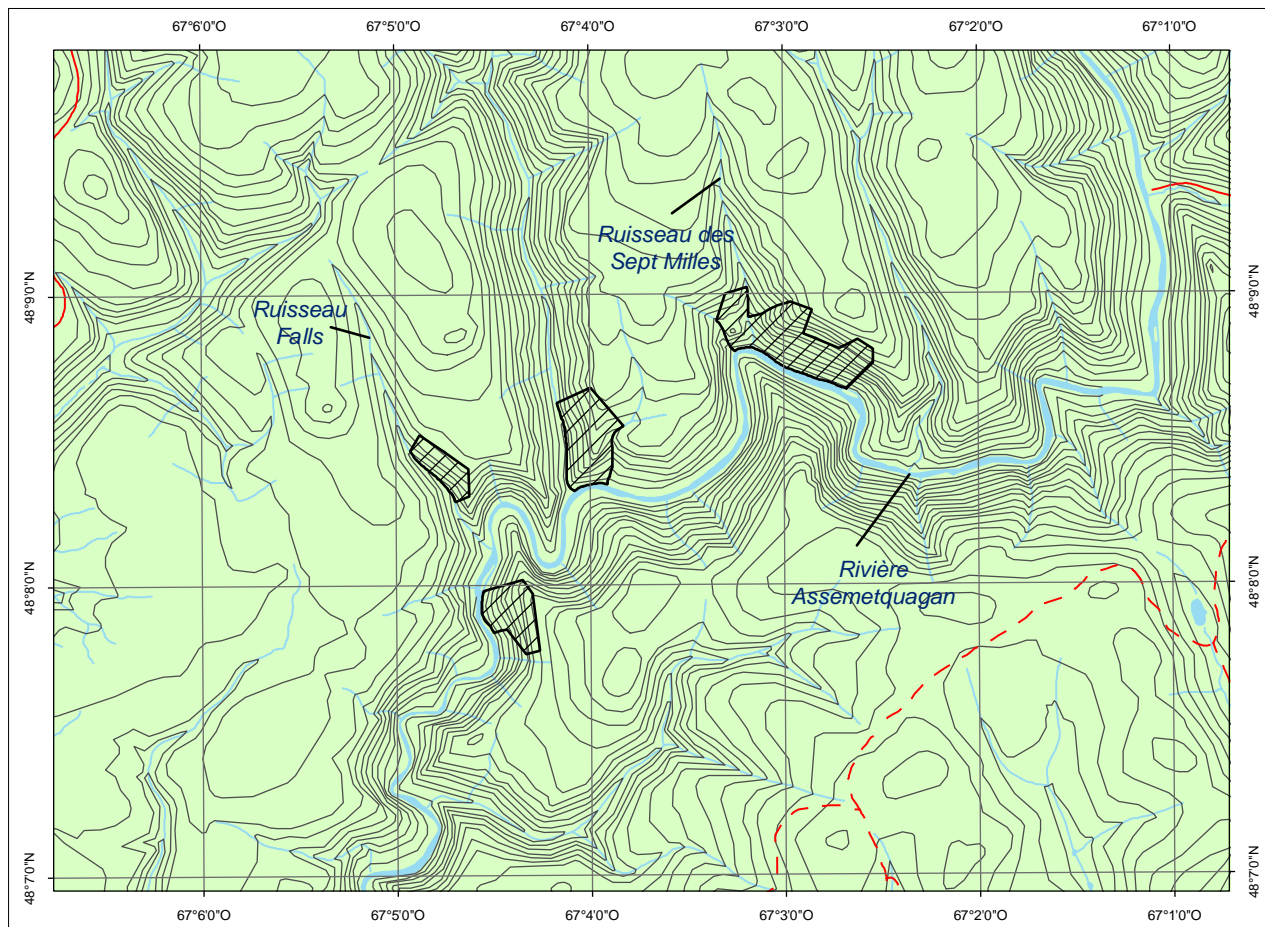 67°6'0"O 67°5'0"O 67°4'0"O 67°3'0"O 67°2'0"O 67°1'0"O
Ruisseau des
Sept Milles
48°9'0"N 48°9'0"N
Ruisseau
Falls
Rivière
Assemetquagan
48°8'0"N 48°8'0"N
48°7'0"N 48°7'0"N
67°6'0"O 67°5'0"O 67°4'0"O 67°3'0"O 67°2'0"O 67°1'0"O